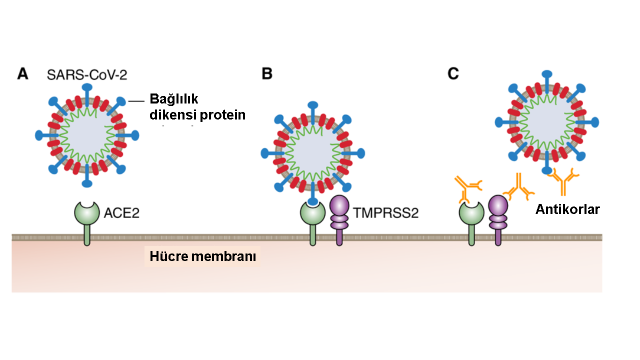 A
SARS-CoV-2
Bağlılık
dikensi protein
ACE2
Hücre membranı
B
TMPRSS2
C
Antikorlar